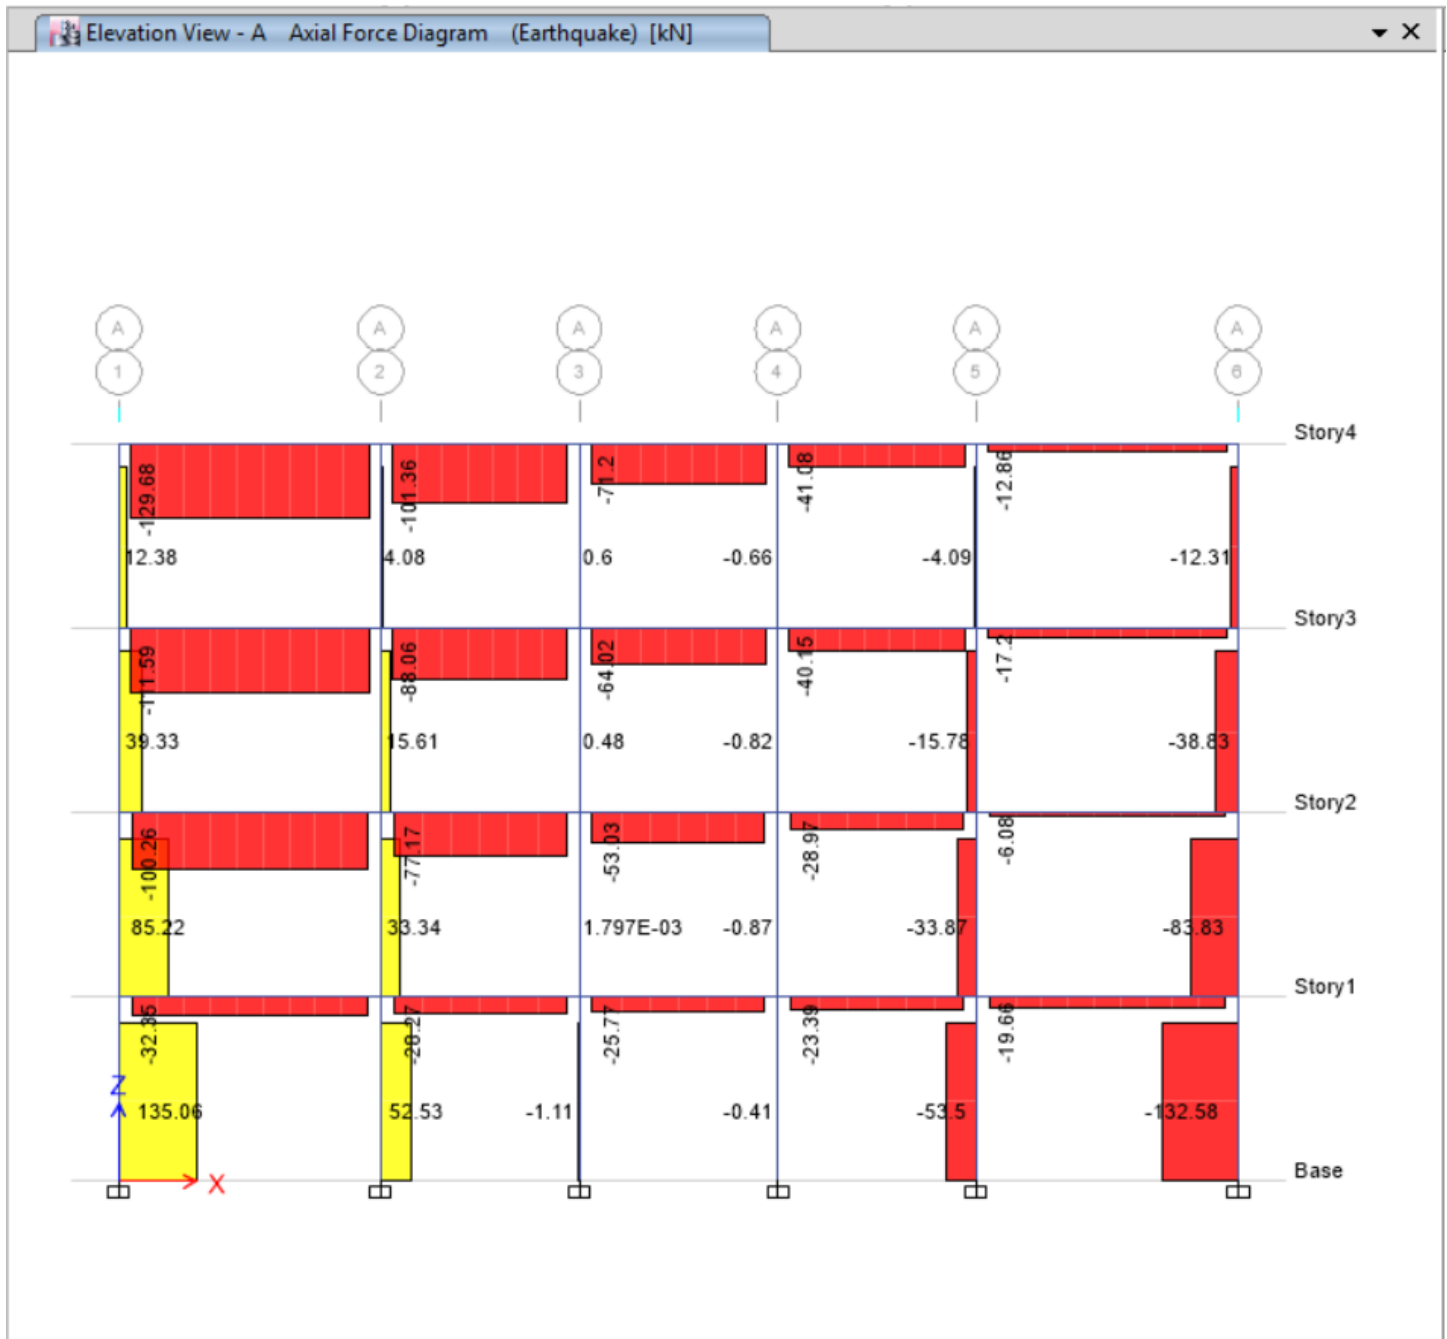 Elevation View - A    Axial Force Diagram    (Earthquake)  [kN]
A A A A A A
1 2 3 4 5 6
Story4
-129.68 -101.36 -71.2 -41.08 -12.86
12.38 4.08 0.6 -0.66 -4.09 -12.31
Story3
-111.59 -88.06 -64.02 -40.15 -17.2
39.33 15.61 0.48 -0.82 -15.78 -38.83
Story2
-100.26 -77.17 -53.03 -28.97 -6.08
85.22 33.34 1.797E-03 -0.87 -33.87 -83.83
Story1
-32.35 -28.27 -25.77 -23.39 -19.66
Z
135.06 52.53 -1.11 -0.41 -53.5 -132.58
Base
X